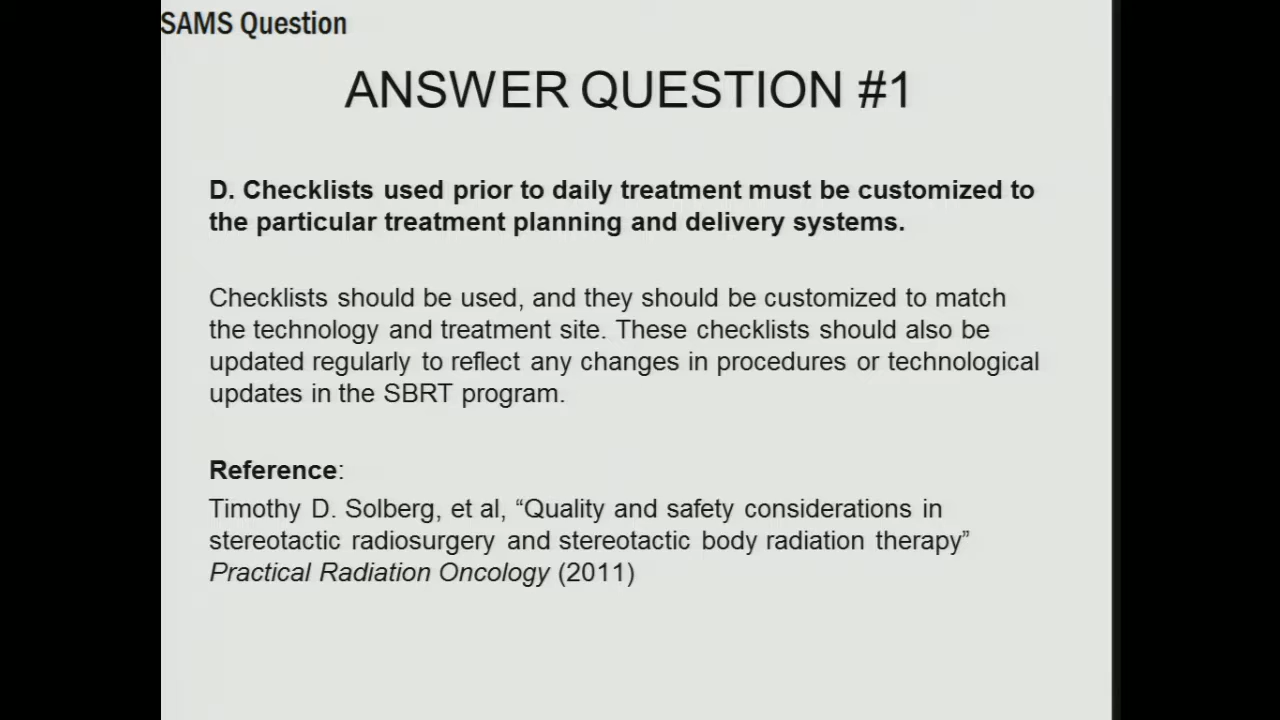 SAMS Question
ANSWER QUESTION #1
D. Checklists used prior to daily treatment must be customized to
the particular treatment planning and delivery systems.
Checklists should be used, and they should be customized to match
the technology and treatment site. These checklists should also be
updated regularly to reflect any changes in procedures or technological
updates in the SBRT program.
Reference:
Timothy D. Solberg, et al, “Quality and safety considerations in
stereotactic radiosurgery and stereotactic body radiation therapy”
Practical Radiation Oncology (2011)